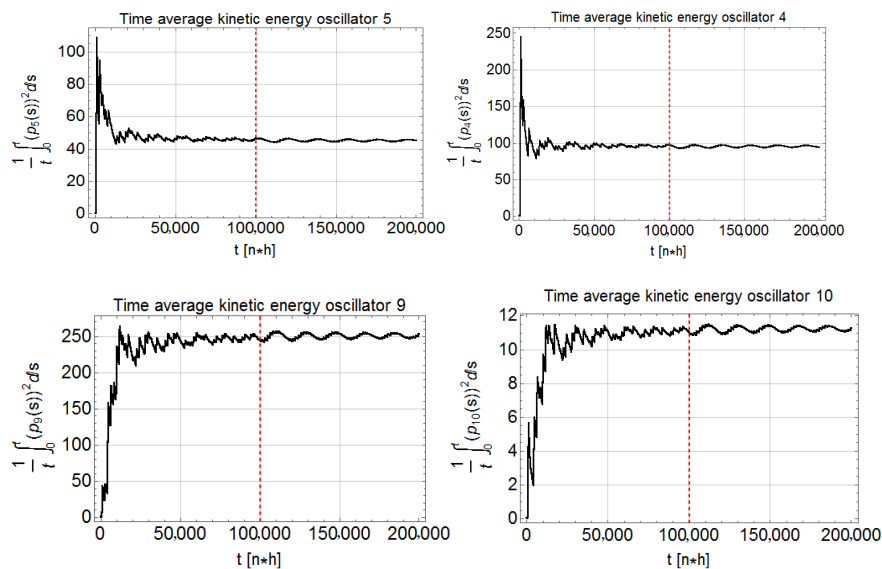 Time average kinetic energy oscillator 5
1/t ∫₀ᵗ (p₅(s))² ds
100
80
60
40
20
0
0 50,000 100,000 150,000 200,000
t [n*h]
Time average kinetic energy oscillator 4
1/t ∫₀ᵗ (p₄(s))² ds
250
200
150
100
50
0
0 50,000 100,000 150,000 200,000
t [n*h]
Time average kinetic energy oscillator 9
1/t ∫₀ᵗ (p₉(s))² ds
250
200
150
100
50
0
0 50,000 100,000 150,000 200,000
t [n*h]
Time average kinetic energy oscillator 10
1/t ∫₀ᵗ (p₁₀(s))² ds
12
10
8
6
4
2
0
0 50,000 100,000 150,000 200,000
t [n*h]